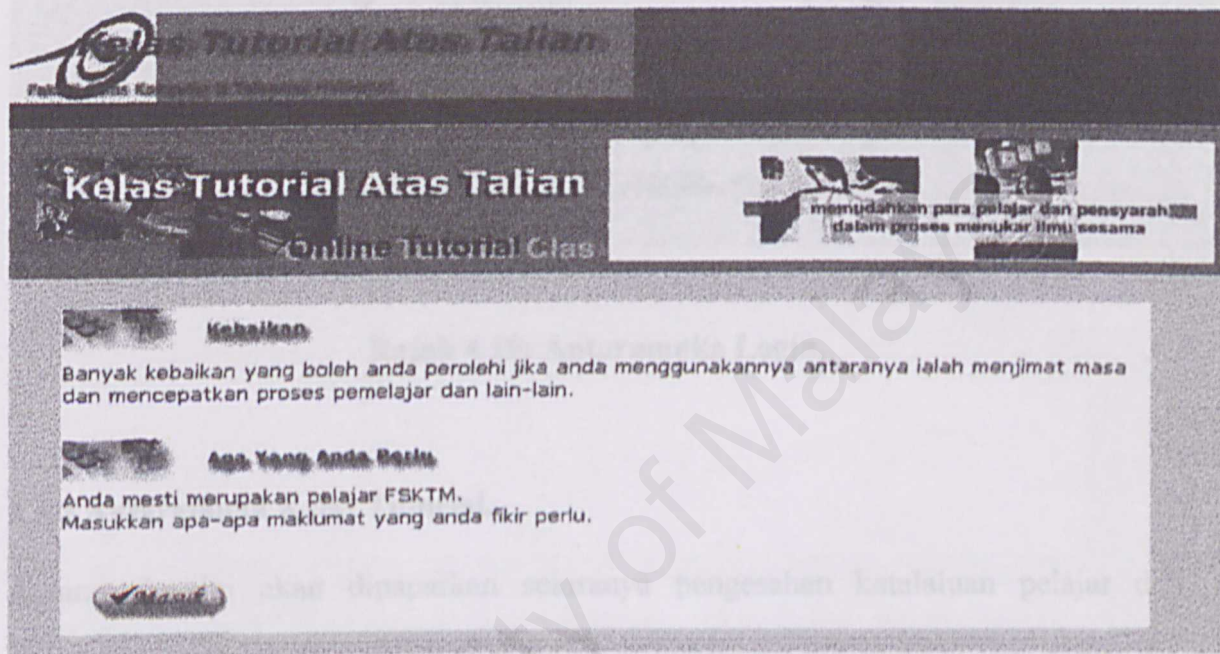 Kelas Tutorial Atas Talian
Kelas Tutorial Atas Talian
Online Tutorial Clas
memudahkan para pelajar dan pensyarah
dalam proses menukar ilmu sesama
Kebaikan
Banyak kebaikan yang boleh anda perolehi jika anda menggunakannya antaranya ialah menjimat masa
dan mencepatkan proses pemelajar dan lain-lain.
Apa Yang Anda Perlu
Anda mesti merupakan pelajar FSKTM.
Masukkan apa-apa maklumat yang anda fikir perlu.
akan dipaparkan sekiranya pengesahan katalaluan pelajar
of Malay